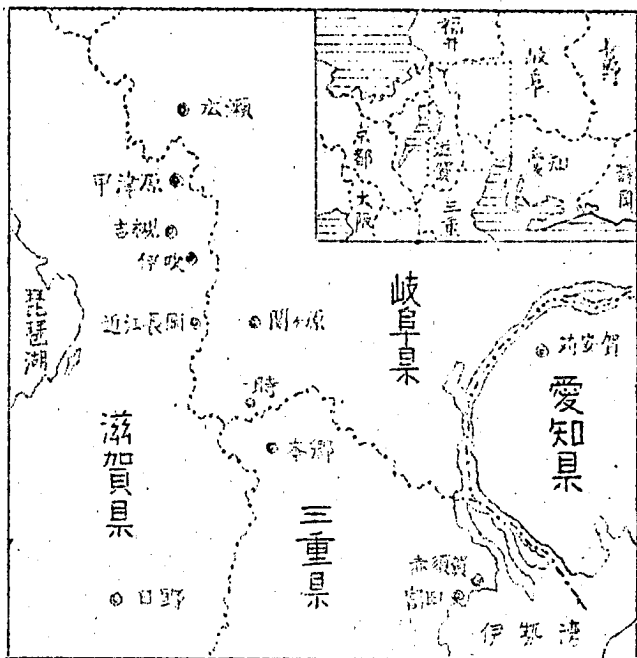 広瀬
甲津原
吉槻
伊吹
近江長岡
関ヶ原
時
本郷
琵琶湖
滋賀県
日野
三重県
岐阜県
愛知県
赤須賀
伊勢湾
福井
岐阜
長野
京都
滋賀
愛知
静岡
大阪
三重